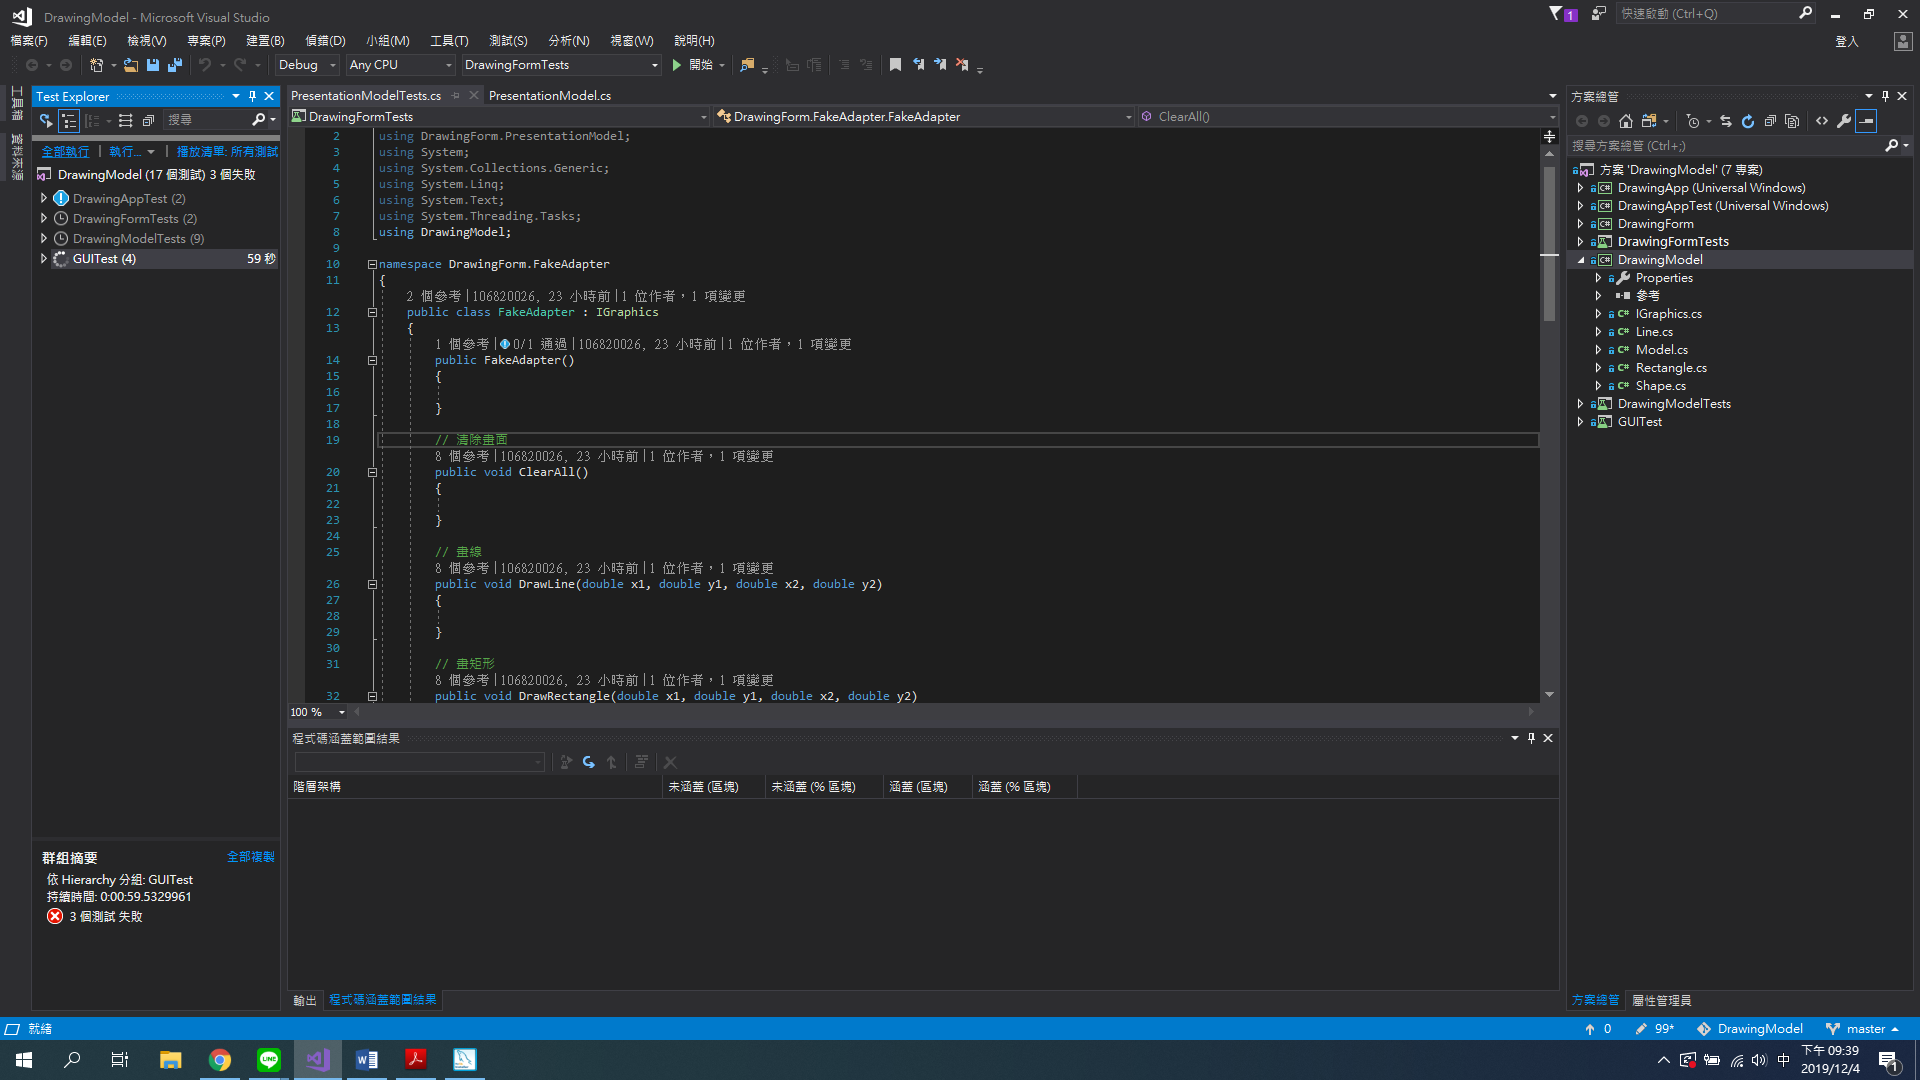 DrawingModel - Microsoft Visual Studio
1
快速啟動 (Ctrl+Q)
檔案(F) 編輯(E) 檢視(V) 專案(P) 建置(B) 偵錯(D) 小組(M) 工具(T) 測試(S) 分析(N) 視窗(W) 說明(H)
登入
Debug Any CPU DrawingFormTests 開始
工具箱
資料來源
Test Explorer
搜尋
全部執行 | 執行... | 播放清單: 所有測試
DrawingModel (17 個測試) 3 個失敗
DrawingAppTest (2)
DrawingFormTests (2)
DrawingModelTests (9)
GUITest (4) 59 秒
群組摘要 全部複製
依 Hierarchy 分組: GUITest
持續時間: 0:00:59.5329961
3 個測試 失敗
PresentationModelTests.cs PresentationModel.cs
DrawingFormTests DrawingForm.FakeAdapter.FakeAdapter ClearAll()
2 using DrawingForm.PresentationModel;
3 using System;
4 using System.Collections.Generic;
5 using System.Linq;
6 using System.Text;
7 using System.Threading.Tasks;
8 using DrawingModel;
9
10 namespace DrawingForm.FakeAdapter
11 {
2 個參考|106820026, 23 小時前|1 位作者，1 項變更
12 public class FakeAdapter : IGraphics
13 {
1 個參考|0/1 通過|106820026, 23 小時前|1 位作者，1 項變更
14 public FakeAdapter()
15 {
16
17 }
18
19 // 清除畫面
8 個參考|106820026, 23 小時前|1 位作者，1 項變更
20 public void ClearAll()
21 {
22
23 }
24
25 // 畫線
8 個參考|106820026, 23 小時前|1 位作者，1 項變更
26 public void DrawLine(double x1, double y1, double x2, double y2)
27 {
28
29 }
30
31 // 畫矩形
8 個參考|106820026, 23 小時前|1 位作者，1 項變更
32 public void DrawRectangle(double x1, double y1, double x2, double y2)
100 %
程式碼涵蓋範圍結果
階層架構 未涵蓋 (區塊) 未涵蓋 (% 區塊) 涵蓋 (區塊) 涵蓋 (% 區塊)
輸出 程式碼涵蓋範圍結果
方案總管
搜尋方案總管 (Ctrl+;)
方案 'DrawingModel' (7 專案)
DrawingApp (Universal Windows)
DrawingAppTest (Universal Windows)
DrawingForm
DrawingFormTests
DrawingModel
Properties
參考
IGraphics.cs
Line.cs
Model.cs
Rectangle.cs
Shape.cs
DrawingModelTests
GUITest
方案總管 屬性管理員
就緒
0 99* DrawingModel master
中
下午 09:39
2019/12/4
1